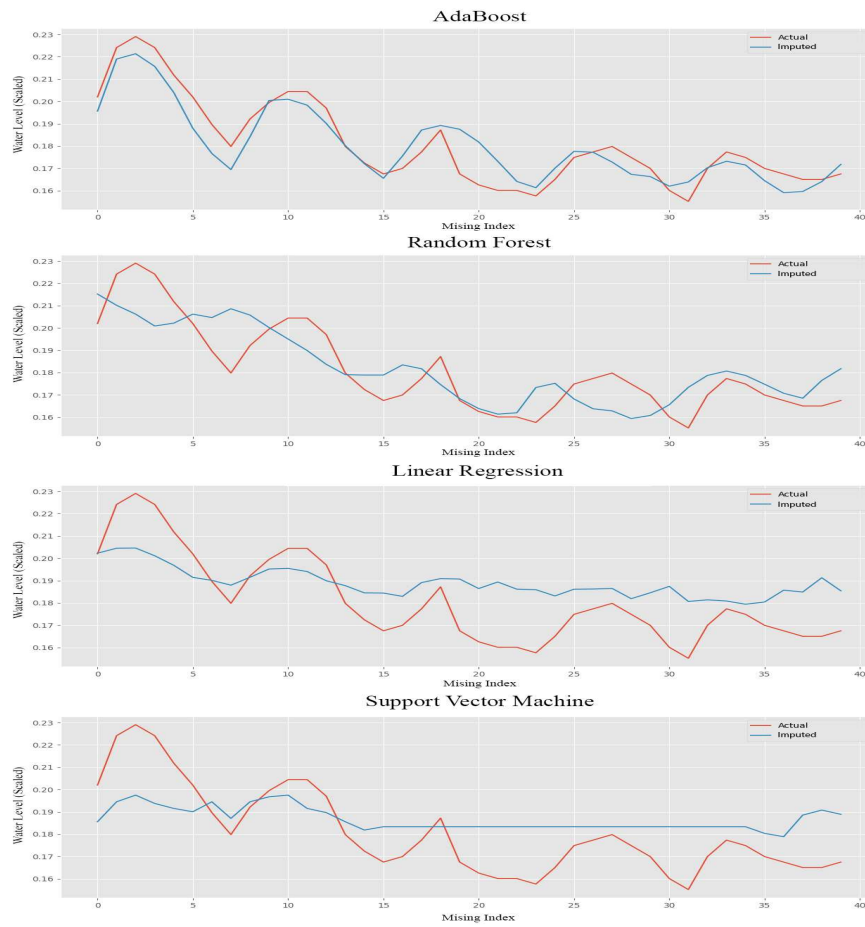 AdaBoost
Actual
Imputed
0.23
0.22
0.21
0.20
0.19
0.18
0.17
0.16
Water Level (Scaled)
0 5 10 15 20 25 30 35 40
Mising Index
Random Forest
Actual
Imputed
0.23
0.22
0.21
0.20
0.19
0.18
0.17
0.16
Water Level (Scaled)
0 5 10 15 20 25 30 35 40
Mising Index
Linear Regression
Actual
Imputed
0.23
0.22
0.21
0.20
0.19
0.18
0.17
0.16
Water Level (Scaled)
0 5 10 15 20 25 30 35 40
Mising Index
Support Vector Machine
Actual
Imputed
0.23
0.22
0.21
0.20
0.19
0.18
0.17
0.16
Water Level (Scaled)
0 5 10 15 20 25 30 35 40
Mising Index